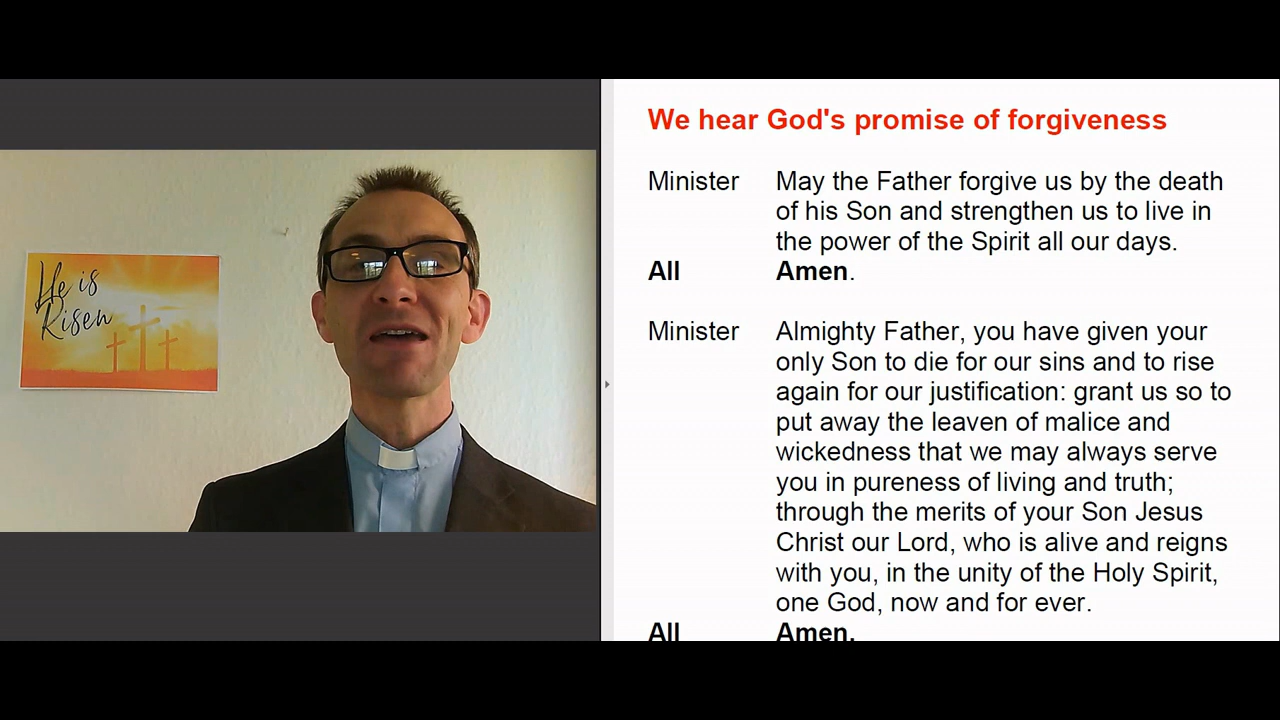 He is
Risen
We hear God's promise of forgiveness
Minister May the Father forgive us by the death
of his Son and strengthen us to live in
the power of the Spirit all our days.
All Amen.
Minister Almighty Father, you have given your
only Son to die for our sins and to rise
again for our justification: grant us so to
put away the leaven of malice and
wickedness that we may always serve
you in pureness of living and truth;
through the merits of your Son Jesus
Christ our Lord, who is alive and reigns
with you, in the unity of the Holy Spirit,
one God, now and for ever.
All Amen.